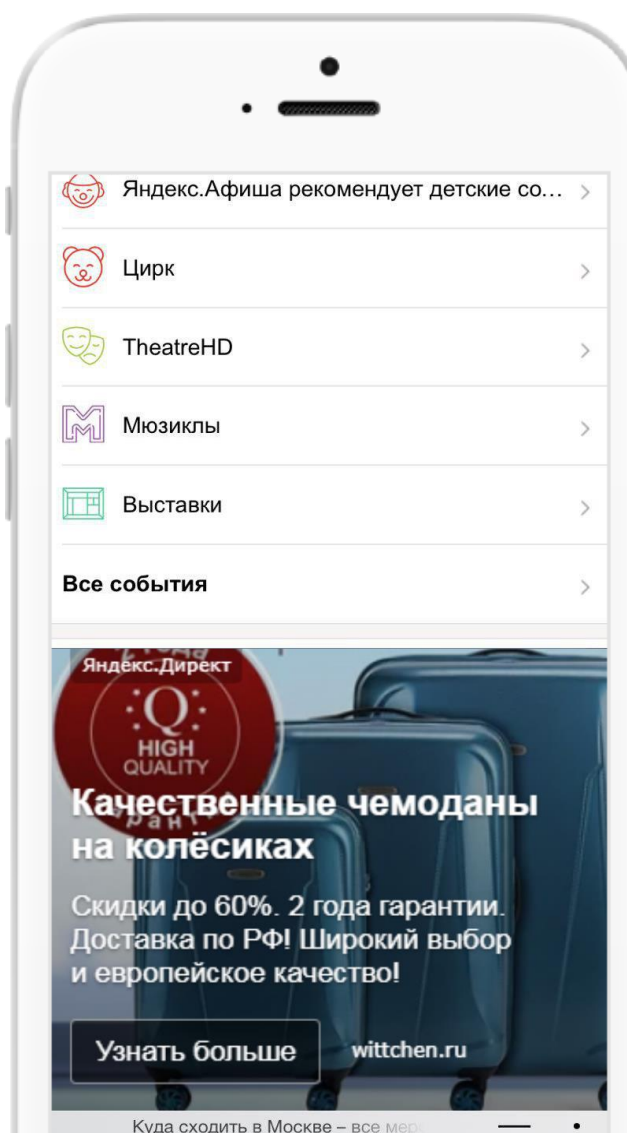 Яндекс.Афиша рекомендует детские со...
Цирк
TheatreHD
Мюзиклы
Выставки
Все события
Яндекс.Директ
Q
HIGH
QUALITY
Качественные чемоданы
на колёсиках
Скидки до 60%. 2 года гарантии.
Доставка по РФ! Широкий выбор
и европейское качество!
Узнать больше
wittchen.ru
Куда сходить в Москве – все мер